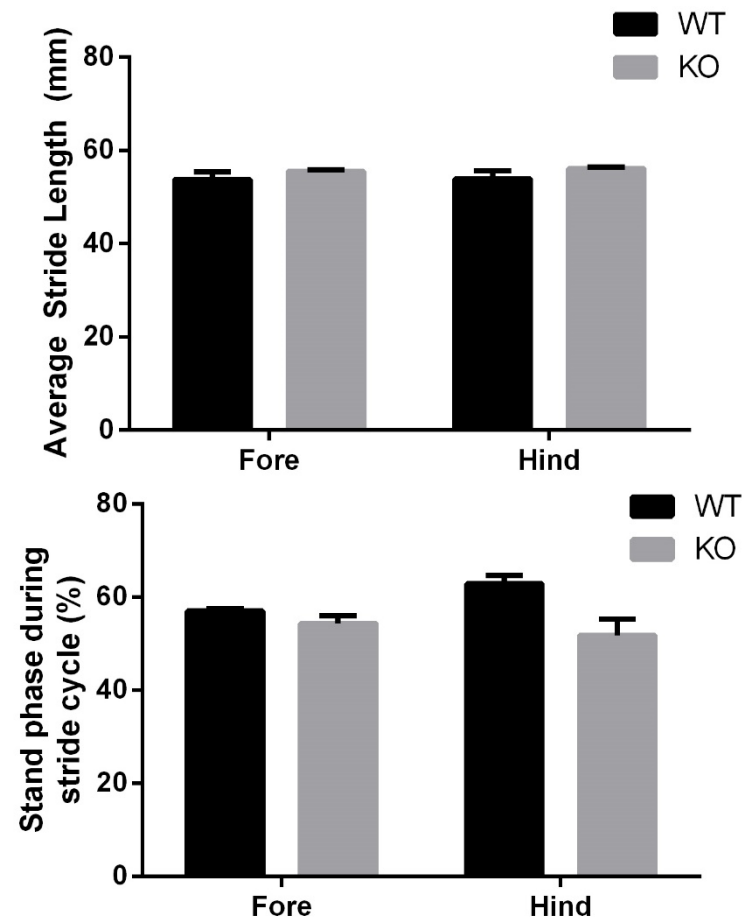 WT
KO
Average Stride Length (mm)
80
60
40
20
0
Fore Hind
WT
KO
Stand phase during
stride cycle (%)
80
60
40
20
0
Fore Hind